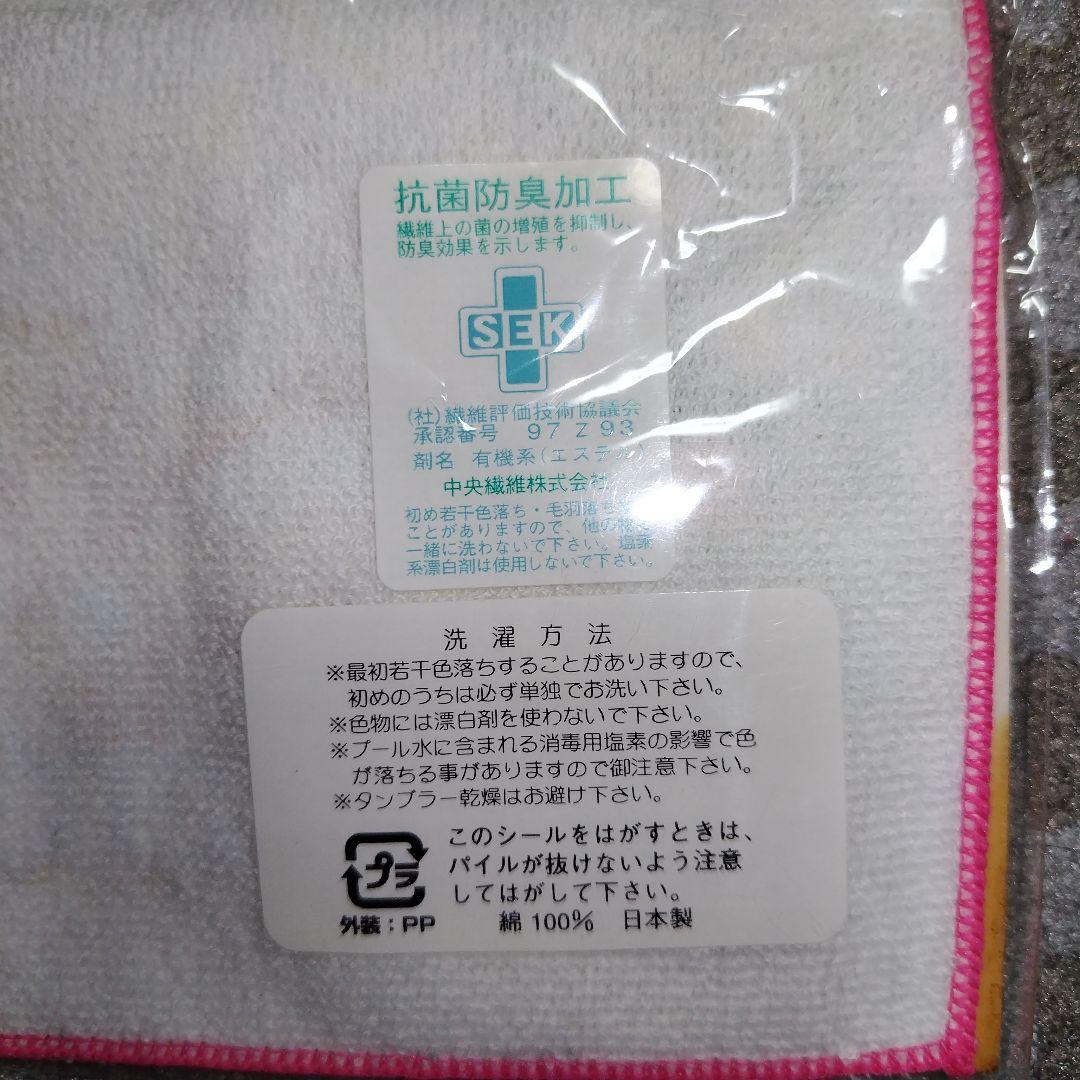 抗菌防臭加工
繊維上の菌の増殖を抑制し、
防臭効果を示します。
SEK
(社)繊維評価技術協議会
承認番号 97 Z 93
剤名 有機系(エステル)
中央繊維株式会社
初め若干色落ち・毛羽落ち
ことがありますので、他の
一緒に洗わないで下さい。塩素
系漂白剤は使用しないで下さい。
洗濯方法
※最初若干色落ちすることがありますので、
初めのうちは必ず単独でお洗い下さい。
※色物には漂白剤を使わないで下さい。
※プール水に含まれる消毒用塩素の影響で色
が落ちる事がありますので御注意下さい。
※タンブラー乾燥はお避け下さい。
プラ
このシールをはがすときは、
パイルが抜けないよう注意
してはがして下さい。
外装:PP 綿100% 日本製